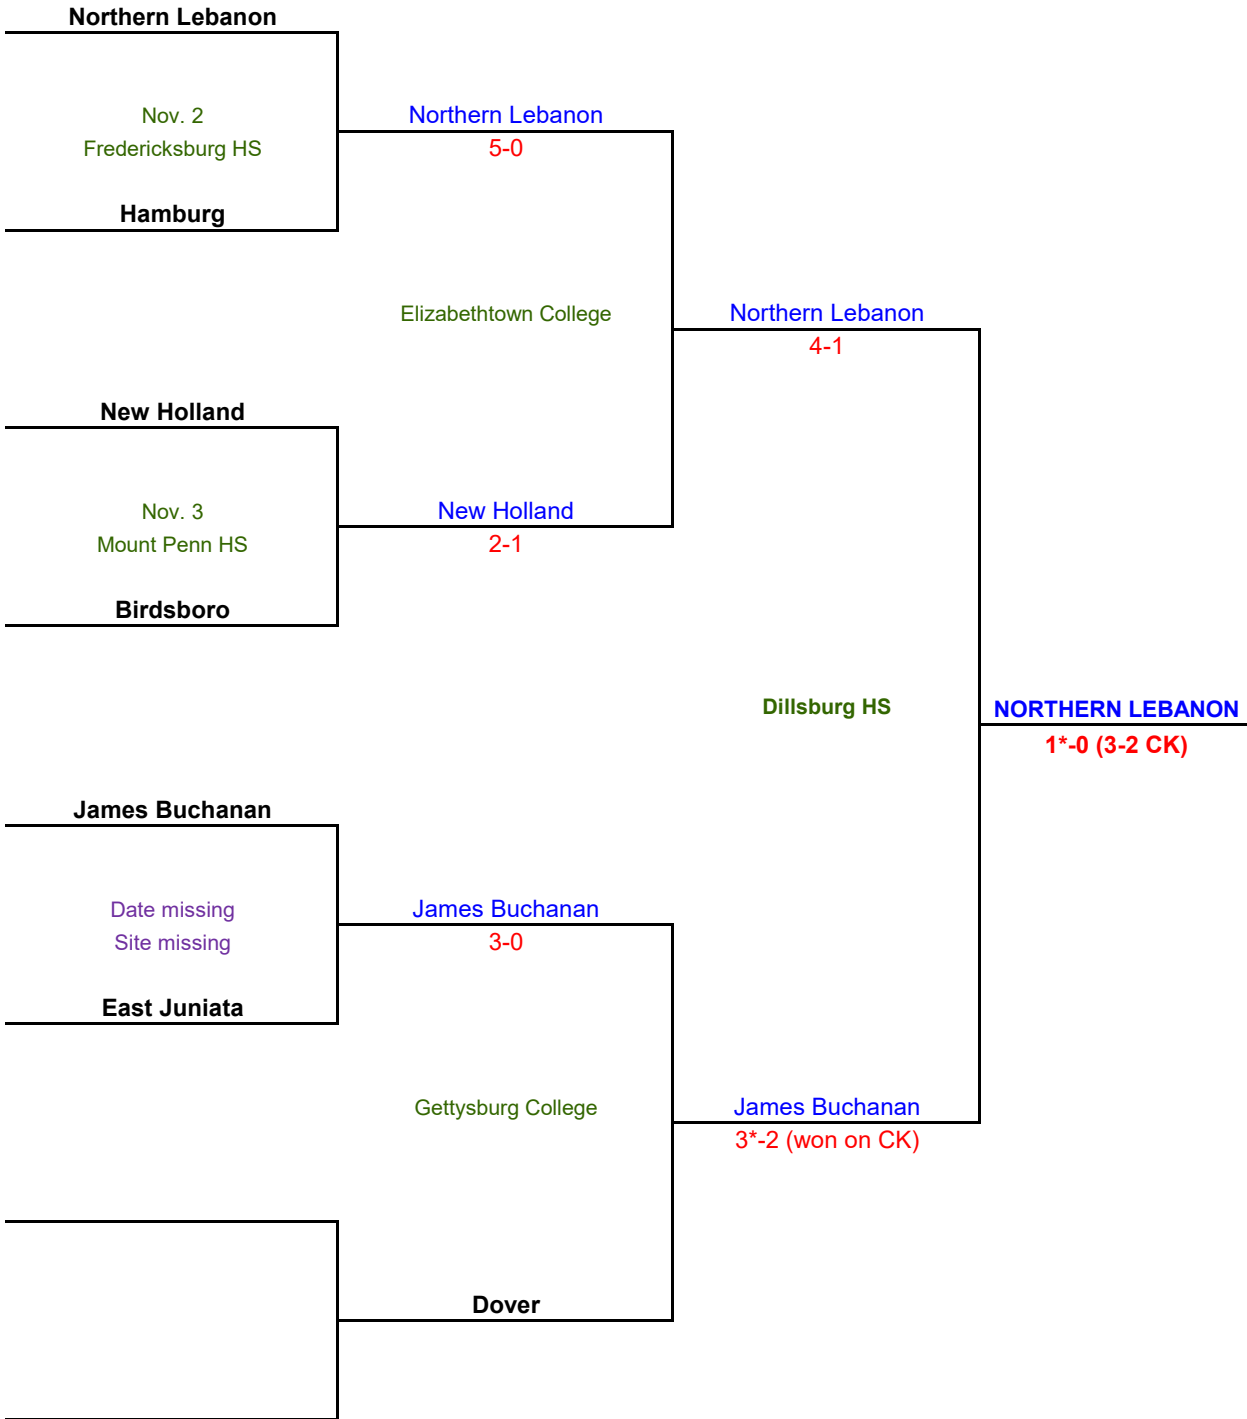 Northern Lebanon
Nov. 2
Fredericksburg HS
Northern Lebanon
5-0
Hamburg
Elizabethtown College
Northern Lebanon
4-1
New Holland
Nov. 3
Mount Penn HS
New Holland
2-1
Birdsboro
Dillsburg HS
NORTHERN LEBANON
1*-0 (3-2 CK)
James Buchanan
Date missing
Site missing
James Buchanan
3-0
East Juniata
Gettysburg College
James Buchanan
3*-2 (won on CK)
Dover